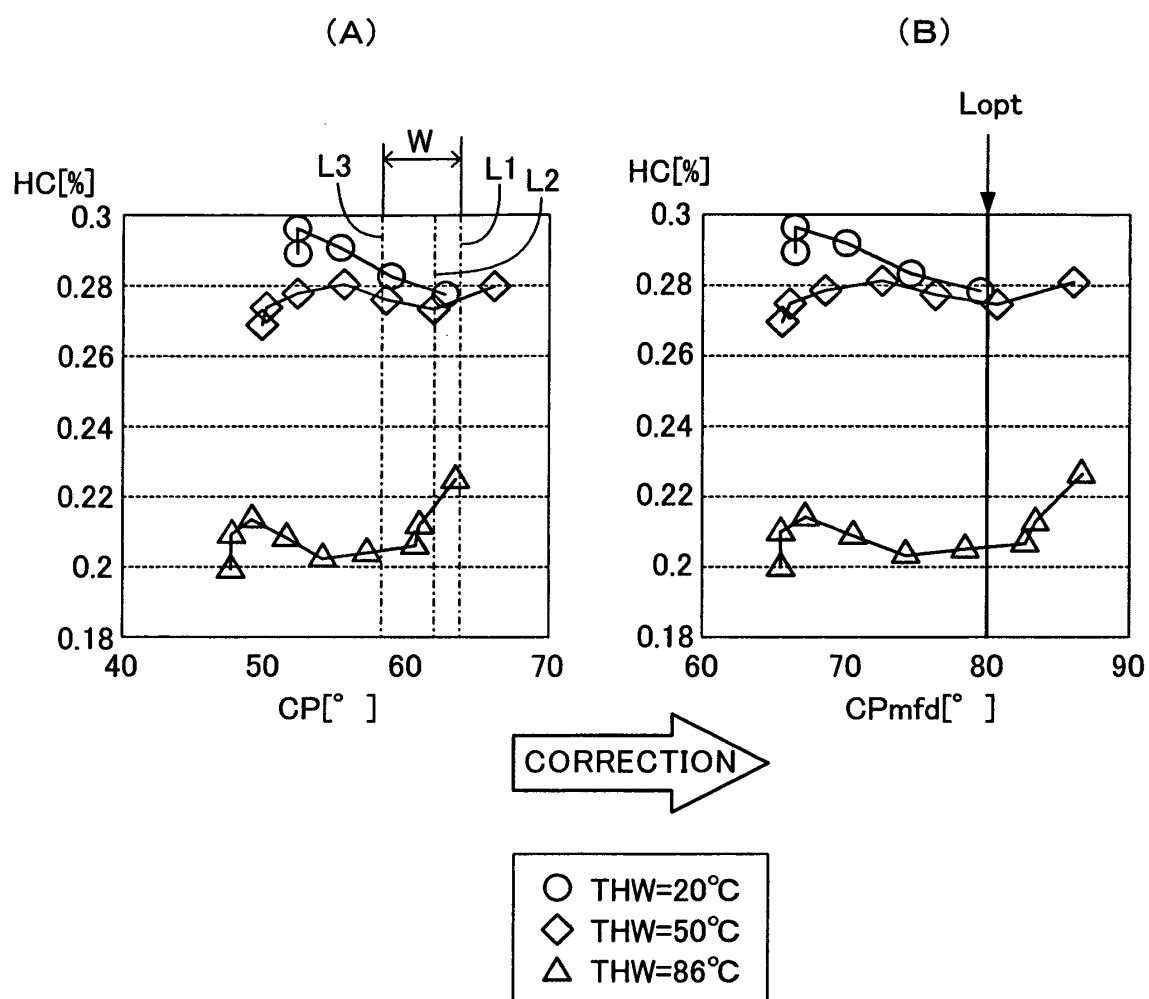 (A)
(B)
Lopt
W
L3
L1
L2
HC[%]
HC[%]
0.3
0.28
0.26
0.24
0.22
0.2
0.18
0.3
0.28
0.26
0.24
0.22
0.2
0.18
40 50 60 70
60 70 80 90
CP[° ]
CPmfd[° ]
CORRECTION
THW=20℃
THW=50℃
THW=86℃